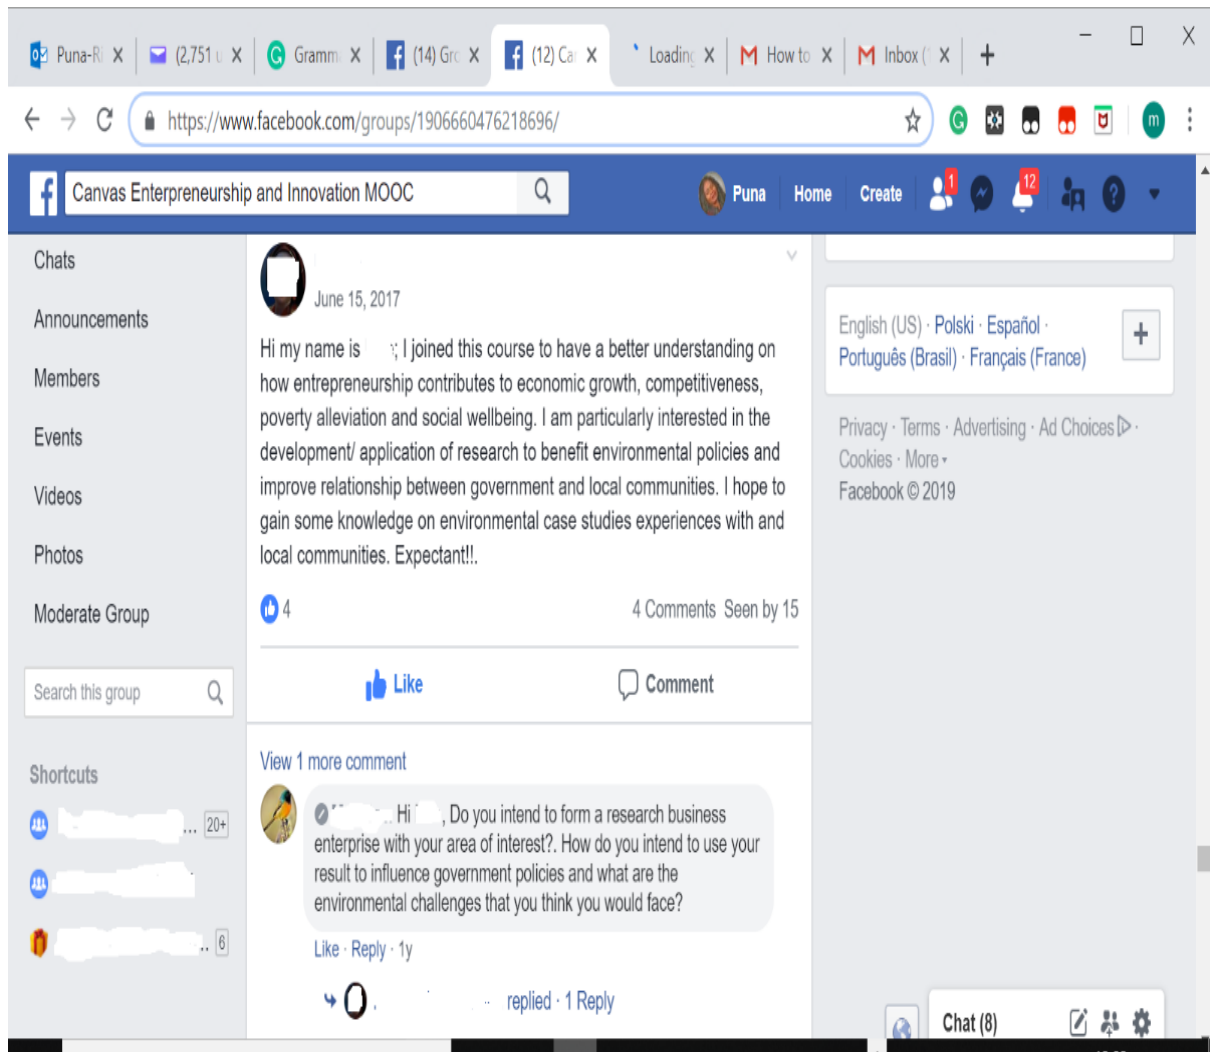 Puna-Ri
(2,751 u
Gramm
(14) Gro
(12) Can
Loading
How to
Inbox (
https://www.facebook.com/groups/1906660476218696/
m
Canvas Enterpreneurship and Innovation MOOC
Puna
Home
Create
1
12
Chats
Announcements
Members
Events
Videos
Photos
Moderate Group
Search this group
Shortcuts
... 20+
.. 6
June 15, 2017
Hi my name is ; I joined this course to have a better understanding on
how entrepreneurship contributes to economic growth, competitiveness,
poverty alleviation and social wellbeing. I am particularly interested in the
development/ application of research to benefit environmental policies and
improve relationship between government and local communities. I hope to
gain some knowledge on environmental case studies experiences with and
local communities. Expectant!!.
4
4 Comments Seen by 15
Like
Comment
View 1 more comment
Hi , Do you intend to form a research business
enterprise with your area of interest?. How do you intend to use your
result to influence government policies and what are the
environmental challenges that you think you would face?
Like · Reply · 1y
replied · 1 Reply
English (US) · Polski · Español ·
Português (Brasil) · Français (France)
Privacy · Terms · Advertising · Ad Choices ·
Cookies · More
Facebook © 2019
Chat (8)